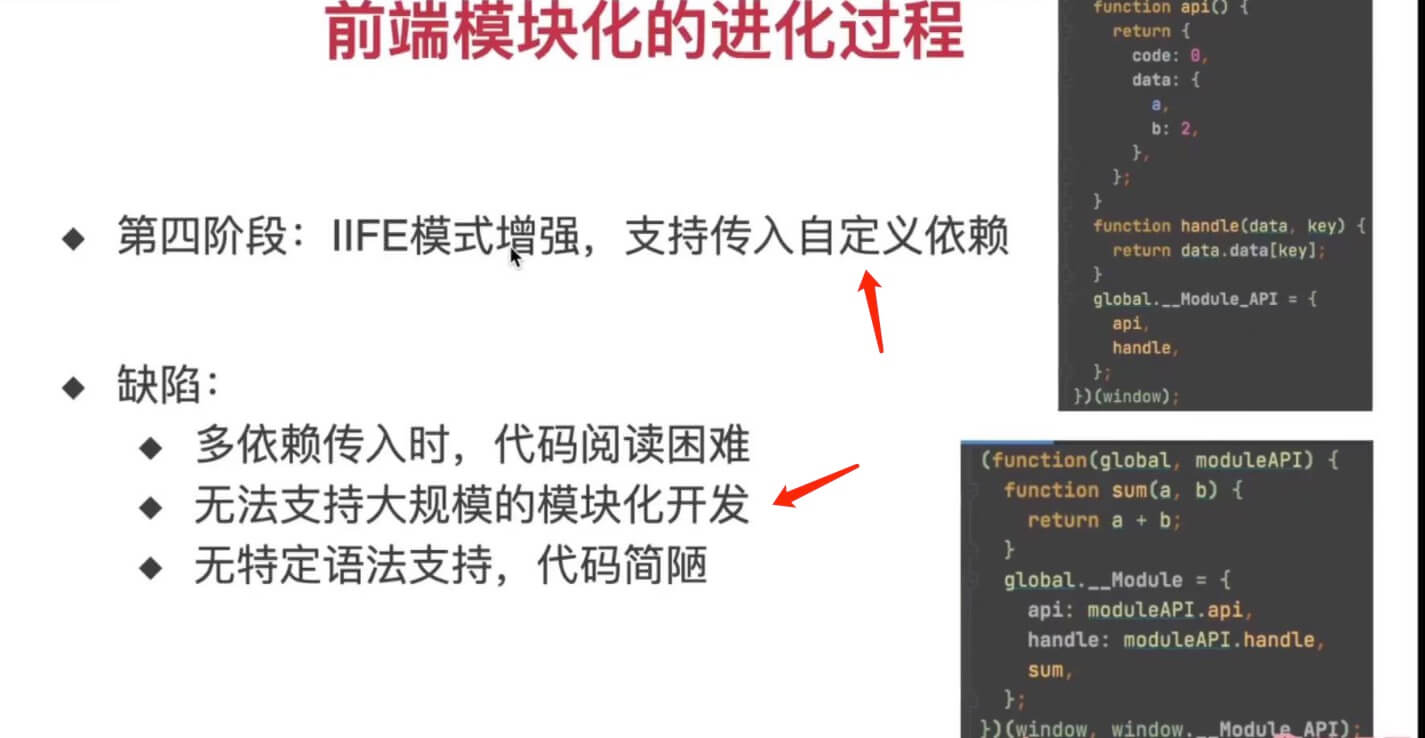 前端模块化的进化过程
第四阶段：IIFE模式增强，支持传入自定义依赖
缺陷：
多依赖传入时，代码阅读困难
无法支持大规模的模块化开发
无特定语法支持，代码简陋
function api() {
return {
code: 0,
data: {
a,
b: 2,
},
};
}
function handle(data, key) {
return data.data[key];
}
global.__Module_API = {
api,
handle,
};
})(window);
(function(global, moduleAPI) {
function sum(a, b) {
return a + b;
}
global.__Module = {
api: moduleAPI.api,
handle: moduleAPI.handle,
sum,
};
})(window, window.__Module_API);